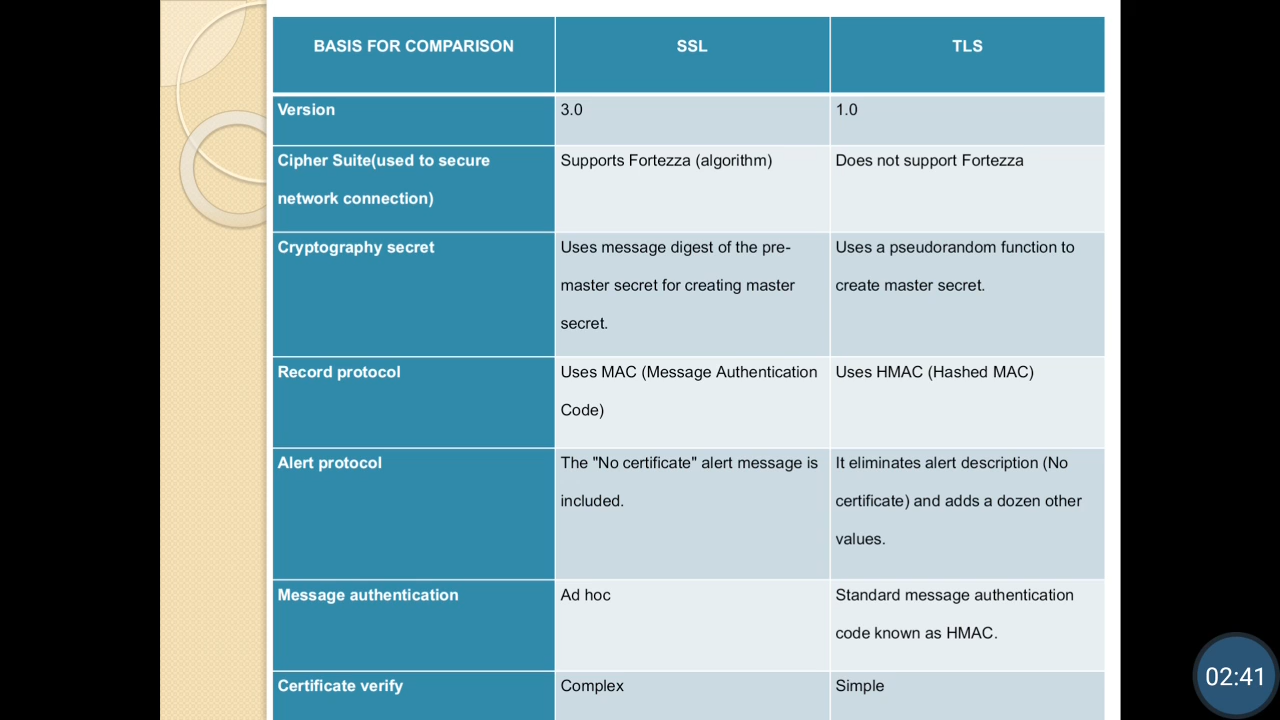 BASIS FOR COMPARISON SSL TLS
Version 3.0 1.0
Cipher Suite(used to secure Supports Fortezza (algorithm) Does not support Fortezza
network connection)
Cryptography secret Uses message digest of the pre- Uses a pseudorandom function to
master secret for creating master create master secret.
secret.
Record protocol Uses MAC (Message Authentication Uses HMAC (Hashed MAC)
Code)
Alert protocol The "No certificate" alert message is It eliminates alert description (No
included. certificate) and adds a dozen other
values.
Message authentication Ad hoc Standard message authentication
code known as HMAC.
Certificate verify Complex Simple
02:41